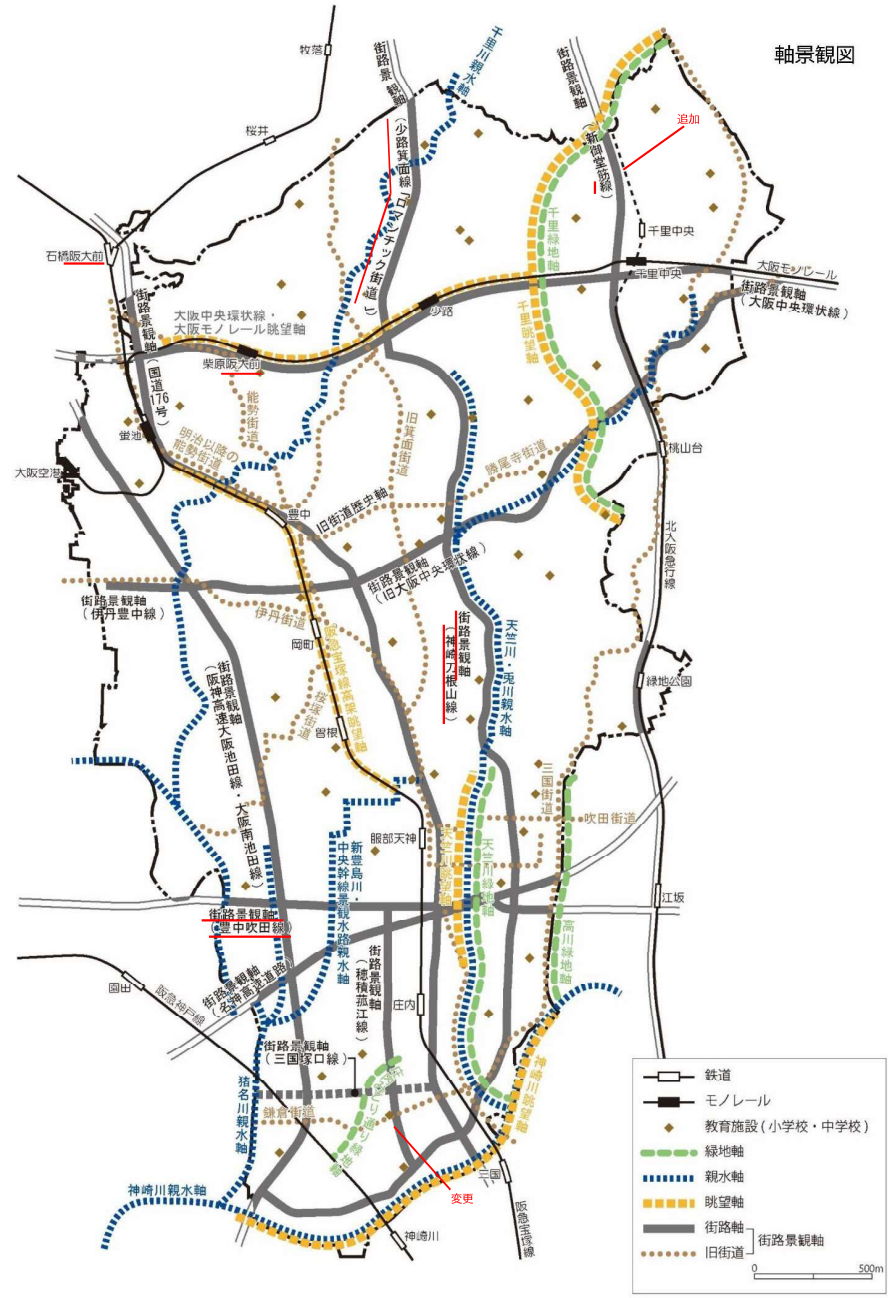 軸景観図
千里川親水軸
街路景観軸
(少路箕面線「ロマンチック街道」)
街路景観軸
(新御堂筋線)
追加
牧落
桜井
石橋阪大前
千里緑地軸
千里中央
千里中央
大阪モノレール
街路景観軸
(大阪中央環状線)
千里眺望軸
少路
大阪中央環状線・
大阪モノレール眺望軸
柴原阪大前
街路景観軸(国道176号)
能勢街道
旧箕面街道
蛍池
明治以降の
能勢街道
大阪空港
勝尾寺街道
桃山台
豊中
旧街道歴史軸
北大阪急行線
街路景観軸
(旧大阪中央環状線)
街路景観軸
(伊丹豊中線)
伊丹街道
岡町
街路景観軸
(神崎刀根山線)
天竺川・兎川親水軸
阪急宝塚線高架眺望軸
桜塚街道
曽根
緑地公園
街路景観軸
(阪神高速大阪池田線・大阪南池田線)
三国街道
吹田街道
服部天神
天竺川眺望軸
天竺川緑地軸
新豊島川・
中央幹線景観水路親水軸
江坂
高川緑地軸
街路景観軸
(豊中吹田線)
街路景観軸
(名神高速道路)
街路景観軸
(穂積菰江線)
園田
阪急神戸線
庄内
街路景観軸
(三国塚口線)
猪名川親水軸
鎌倉街道
神崎川眺望軸
神崎川親水軸
変更
三国
神崎川
阪急宝塚線
鉄道
モノレール
教育施設(小学校・中学校)
緑地軸
親水軸
眺望軸
街路軸
旧街道
街路景観軸
0 500m